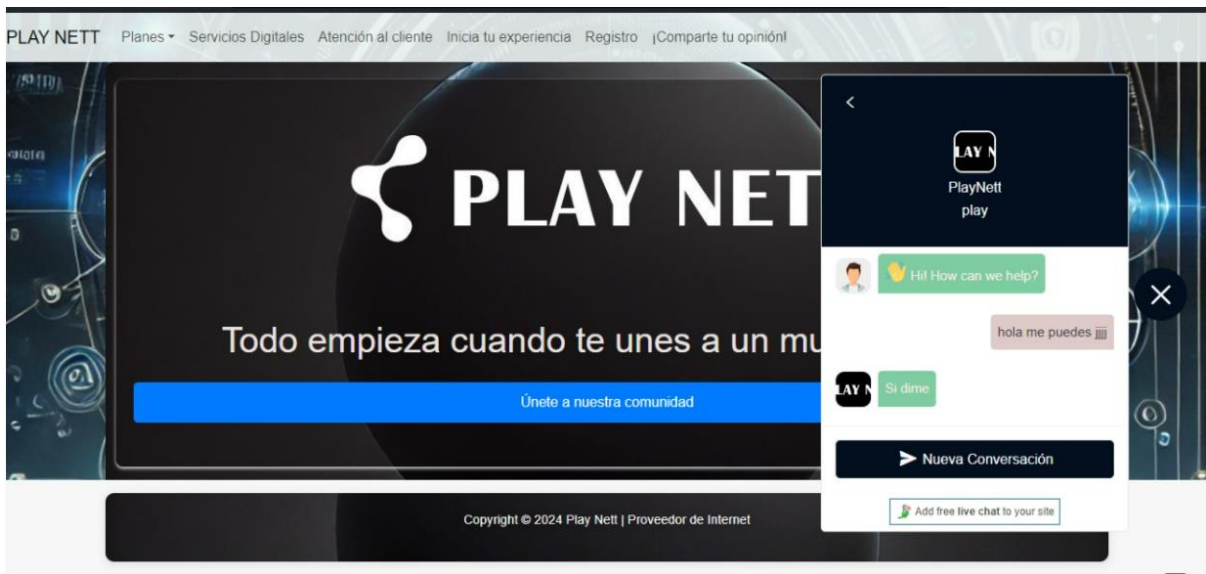 PLAY NETT Planes Servicios Digitales Atención al cliente Inicia tu experiencia Registro ¡Comparte tu opinión!
PLAY NET
Todo empieza cuando te unes a un mu
Únete a nuestra comunidad
Copyright © 2024 Play Nett | Proveedor de Internet
LAY N
PlayNett
play
Hi! How can we help?
hola me puedes jjjjj
LAY N
Si dime
Nueva Conversación
Add free live chat to your site